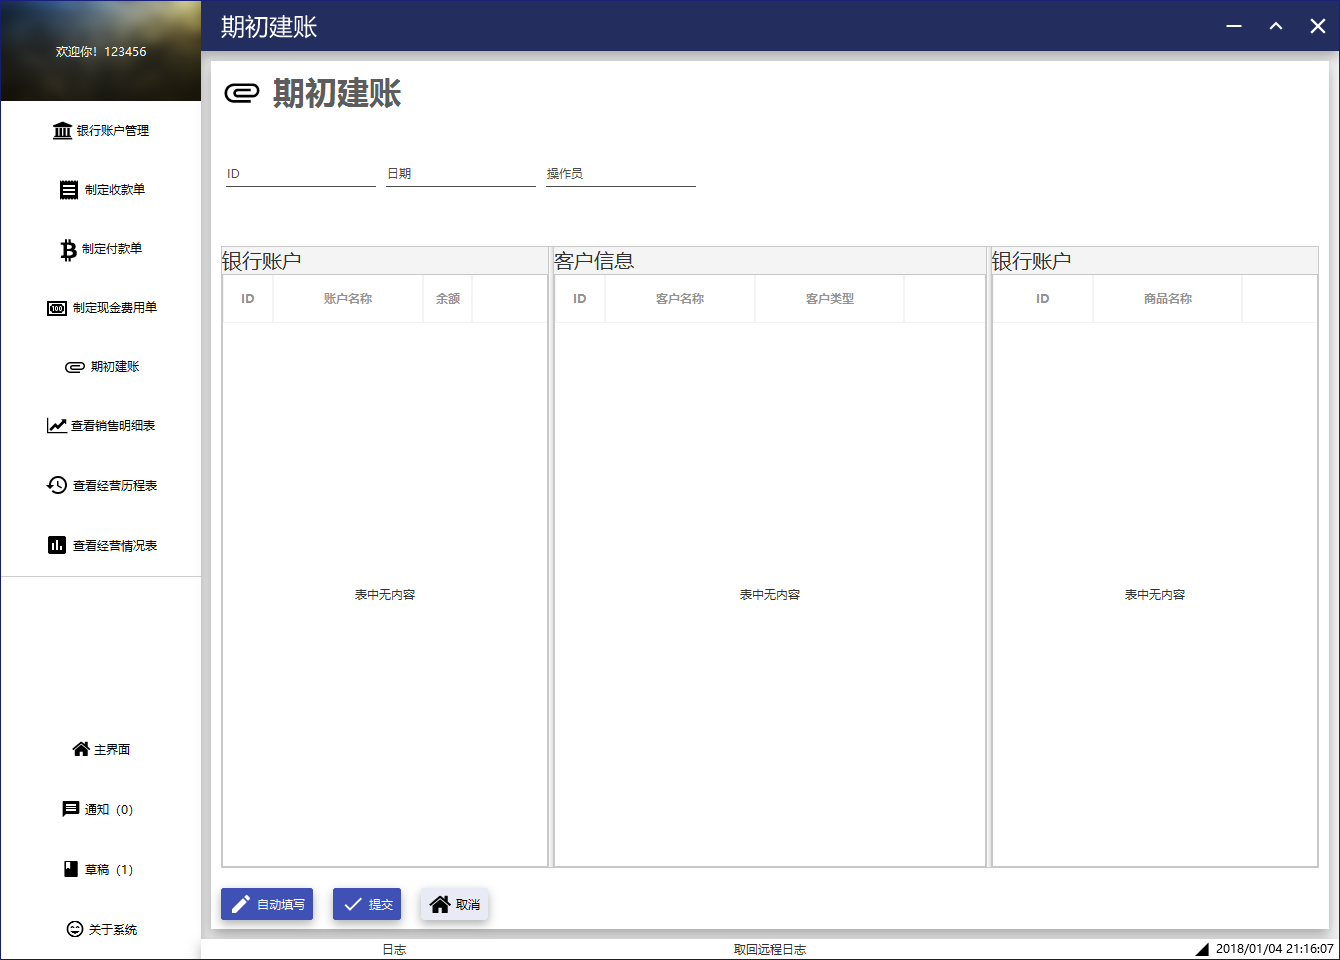 欢迎你！123456
银行账户管理
制定收款单
制定付款单
100
制定现金费用单
期初建账
查看销售明细表
查看经营历程表
查看经营情况表
主界面
通知（0）
草稿（1）
关于系统
期初建账
期初建账
ID 日期 操作员
银行账户 客户信息 银行账户
ID 账户名称 余额 ID 客户名称 客户类型 ID 商品名称
表中无内容 表中无内容 表中无内容
自动填写 提交 取消
日志 取回远程日志 2018/01/04 21:16:07